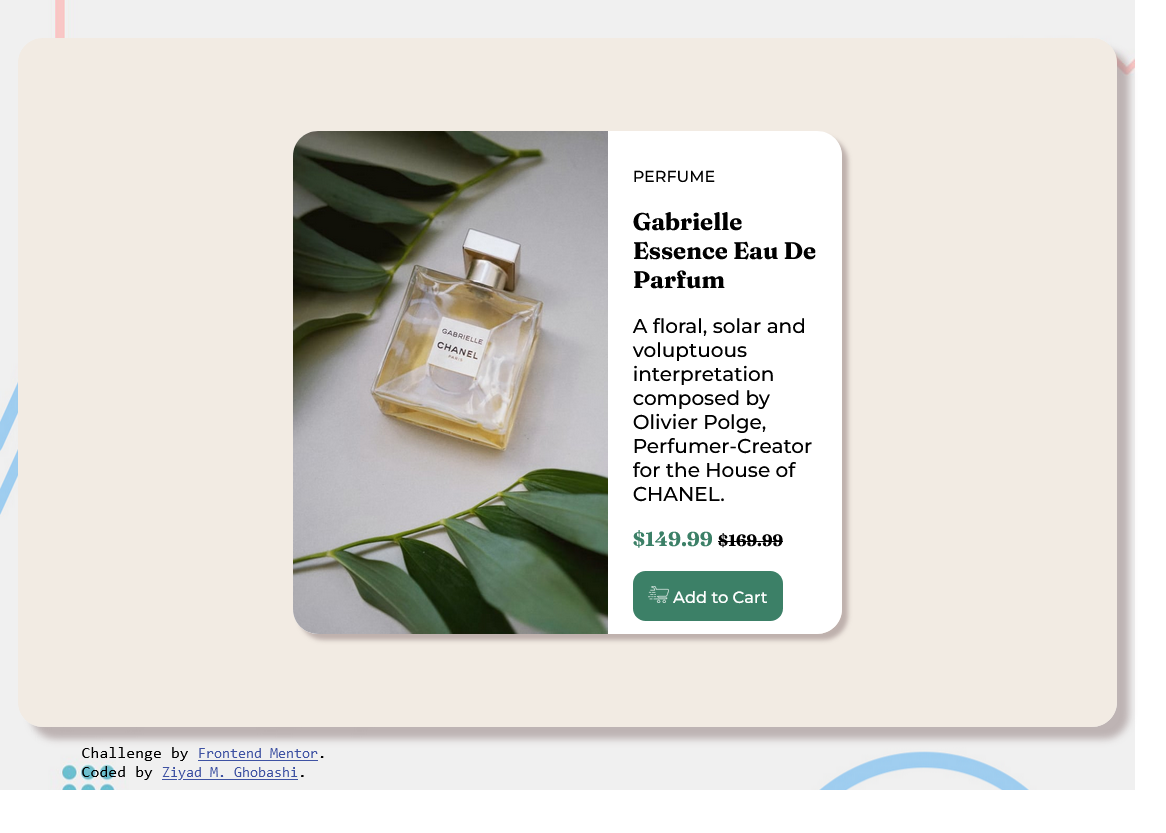 GABRIELLE
CHANEL
PARIS
PERFUME
Gabrielle
Essence Eau De
Parfum
A floral, solar and
voluptuous
interpretation
composed by
Olivier Polge,
Perfumer-Creator
for the House of
CHANEL.
$149.99 $169.99
Add to Cart
Challenge by Frontend Mentor.
Coded by Ziyad M. Ghobashi.